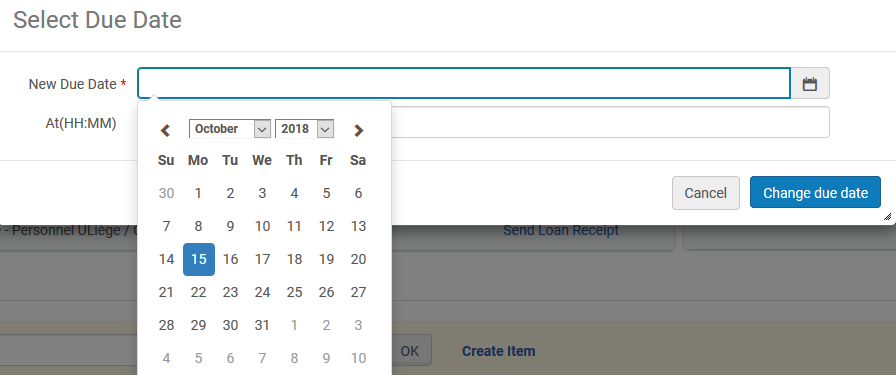 Select Due Date
New Due Date *
At(HH:MM)
October 2018
Su Mo Tu We Th Fr Sa
30 1 2 3 4 5 6
7 8 9 10 11 12 13
14 15 16 17 18 19 20
21 22 23 24 25 26 27
28 29 30 31 1 2 3
4 5 6 7 8 9 10
Cancel Change due date
- Personnel ULiège / Send Loan Receipt
OK Create Item